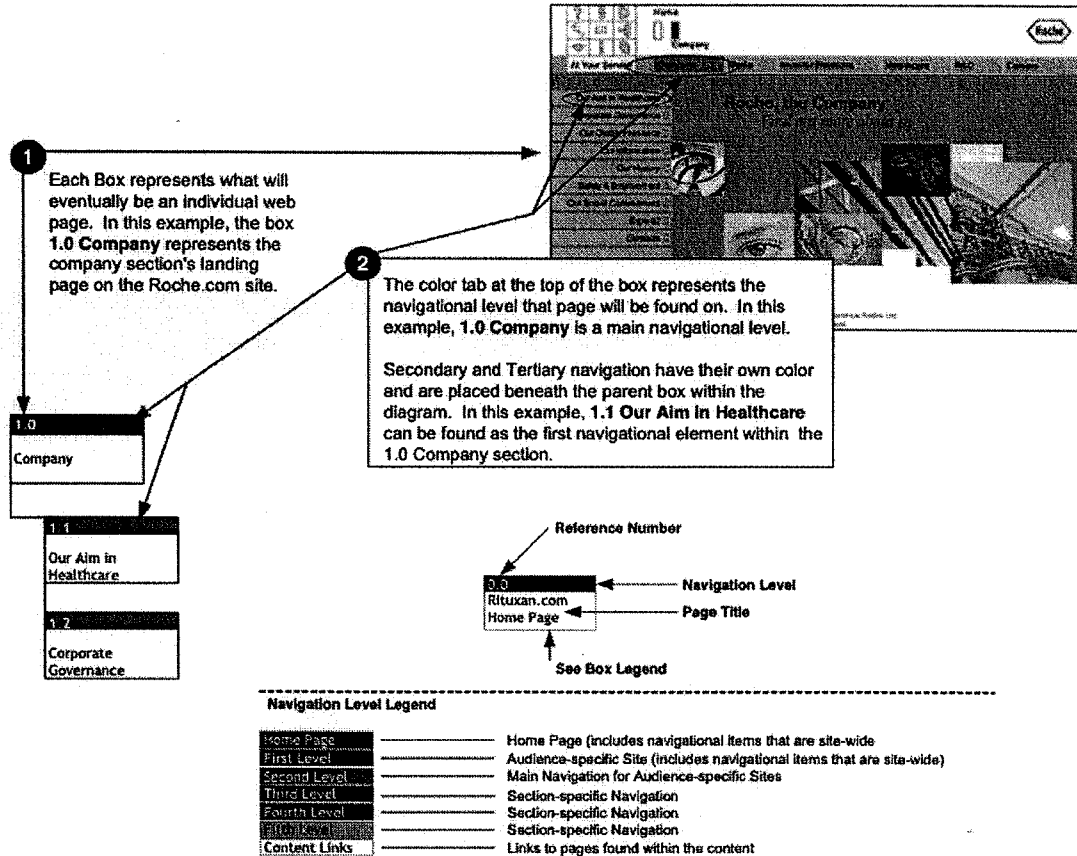 Home
Company
Roche
At Your Service
Media
Careers
Roche, the Company
1
Each Box represents what will
eventually be an individual web
page. In this example, the box
1.0 Company represents the
company section's landing
page on the Roche.com site.
2
The color tab at the top of the box represents the
navigational level that page will be found on. In this
example, 1.0 Company is a main navigational level.
Secondary and Tertiary navigation have their own color
and are placed beneath the parent box within the
diagram. In this example, 1.1 Our Aim in Healthcare
can be found as the first navigational element within the
1.0 Company section.
1.0
Company
1.1
Our Aim in
Healthcare
1.2
Corporate
Governance
Reference Number
0.0
Navigation Level
Rituxan.com
Home Page
Page Title
See Box Legend
Navigation Level Legend
Home Page Home Page (includes navigational items that are site-wide
First Level Audience-specific Site (includes navigational items that are site-wide)
Second Level Main Navigation for Audience-specific Sites
Third Level Section-specific Navigation
Fourth Level Section-specific Navigation
Fifth Level Section-specific Navigation
Content Links Links to pages found within the content